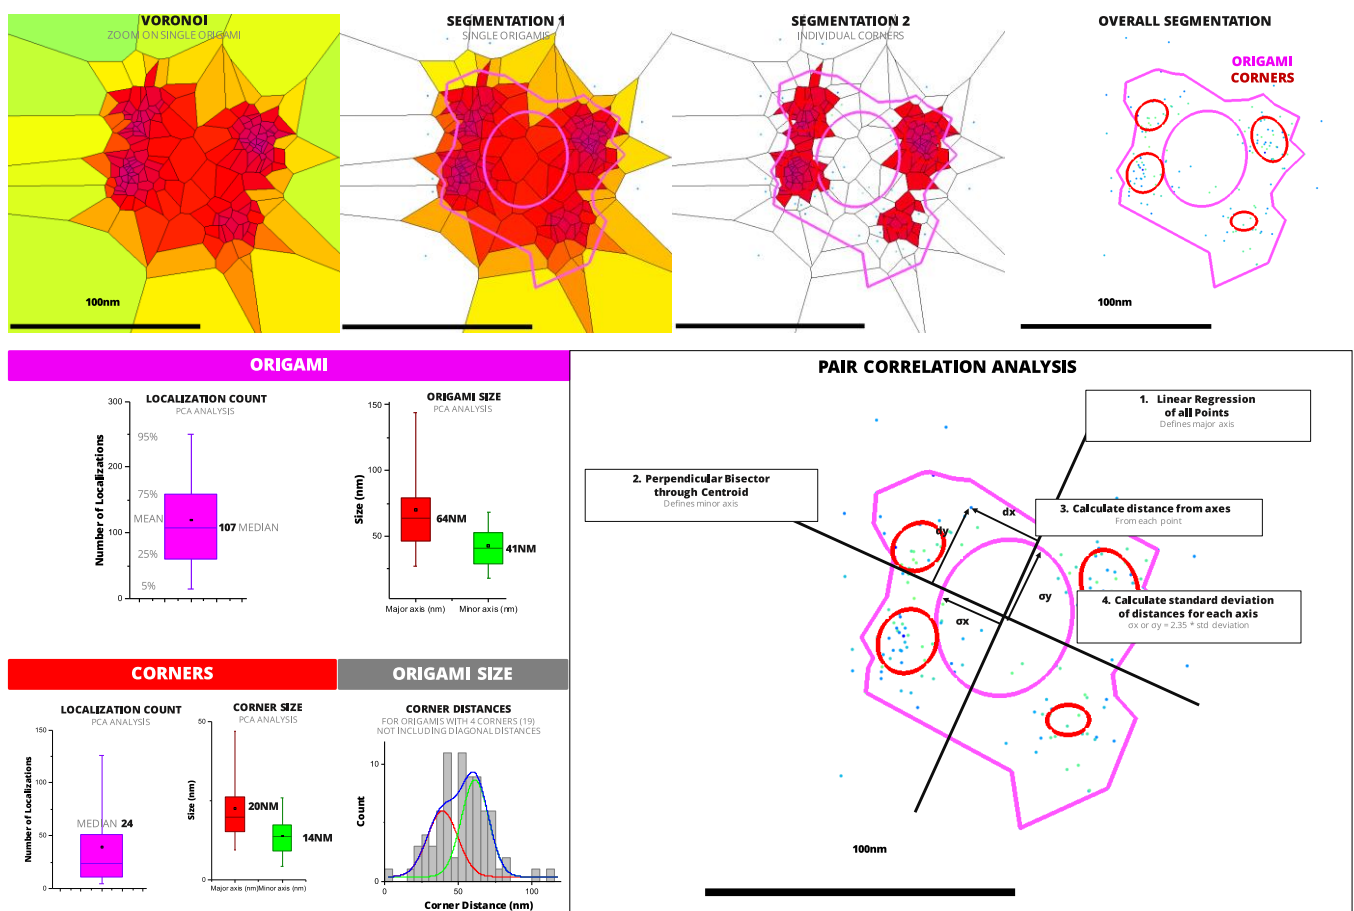 VORONOI
ZOOM ON SINGLE ORIGAMI
100nm
SEGMENTATION 1
SINGLE ORIGAMIS
SEGMENTATION 2
INDIVIDUAL CORNERS
OVERALL SEGMENTATION
ORIGAMI
CORNERS
100nm
ORIGAMI
LOCALIZATION COUNT
PCA ANALYSIS
Number of Localizations
300
200
100
0
95%
75%
MEAN
25%
5%
107 MEDIAN
ORIGAMI SIZE
PCA ANALYSIS
Size (nm)
150
100
50
64NM
41NM
Major axis (nm)
Minor axis (nm)
CORNERS
LOCALIZATION COUNT
PCA ANALYSIS
Number of Localizations
150
100
50
0
MEDIAN 24
CORNER SIZE
PCA ANALYSIS
Size (nm)
50
0
20NM
14NM
Major axis (nm)
Minor axis (nm)
ORIGAMI SIZE
CORNER DISTANCES
FOR ORIGAMIS WITH 4 CORNERS (19)
NOT INCLUDING DIAGONAL DISTANCES
Count
10
0
0
50
100
Corner Distance (nm)
PAIR CORRELATION ANALYSIS
1. Linear Regression
of all Points
Defines major axis
2. Perpendicular Bisector
through Centroid
Defines minor axis
3. Calculate distance from axes
From each point
4. Calculate standard deviation
of distances for each axis
σx or σy = 2.35 * std deviation
dx
dy
σy
σx
100nm